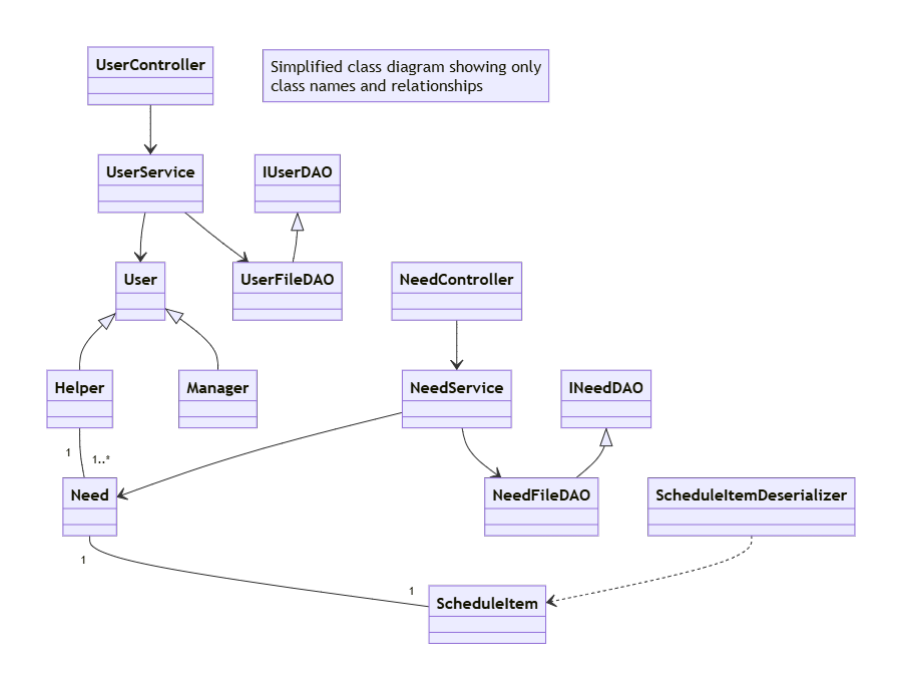 UserController
Simplified class diagram showing only
class names and relationships
UserService
IUserDAO
User
UserFileDAO
NeedController
Helper
Manager
NeedService
INeedDAO
1
1..*
Need
NeedFileDAO
ScheduleItemDeserializer
1
1
ScheduleItem